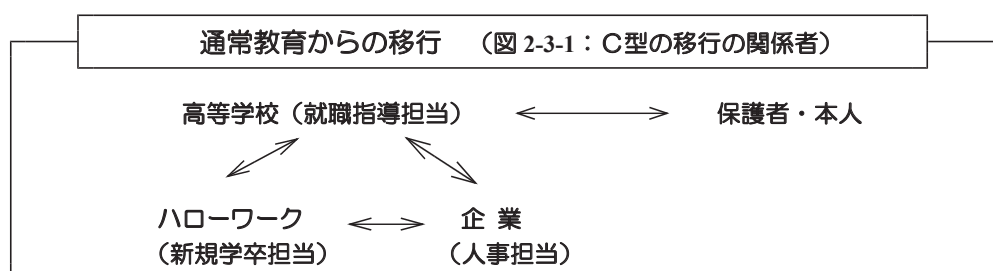 通常教育からの移行 （図 2-3-1：Ｃ型の移行の関係者）
高等学校（就職指導担当） 保護者・本人
ハローワーク 企 業
（新規学卒担当） （人事担当）